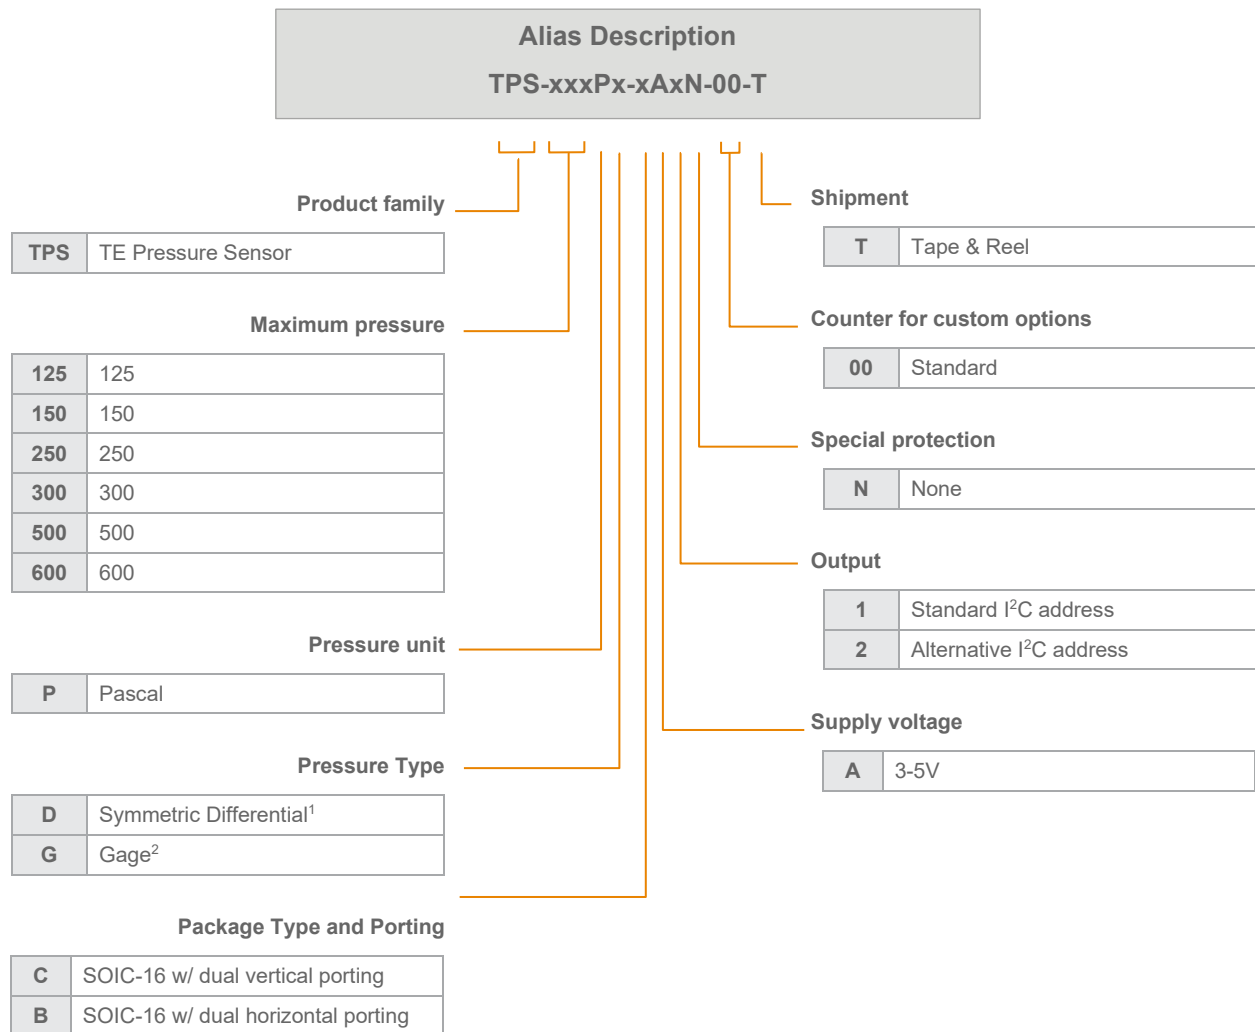 Alias Description
TPS-xxxPx-xAxN-00-T
Product family
TPS TE Pressure Sensor
Maximum pressure
125 125
150 150
250 250
300 300
500 500
600 600
Pressure unit
P Pascal
Pressure Type
D Symmetric Differential¹
G Gage²
Package Type and Porting
C SOIC-16 w/ dual vertical porting
B SOIC-16 w/ dual horizontal porting
Shipment
T Tape & Reel
Counter for custom options
00 Standard
Special protection
N None
Output
1 Standard I²C address
2 Alternative I²C address
Supply voltage
A 3-5V